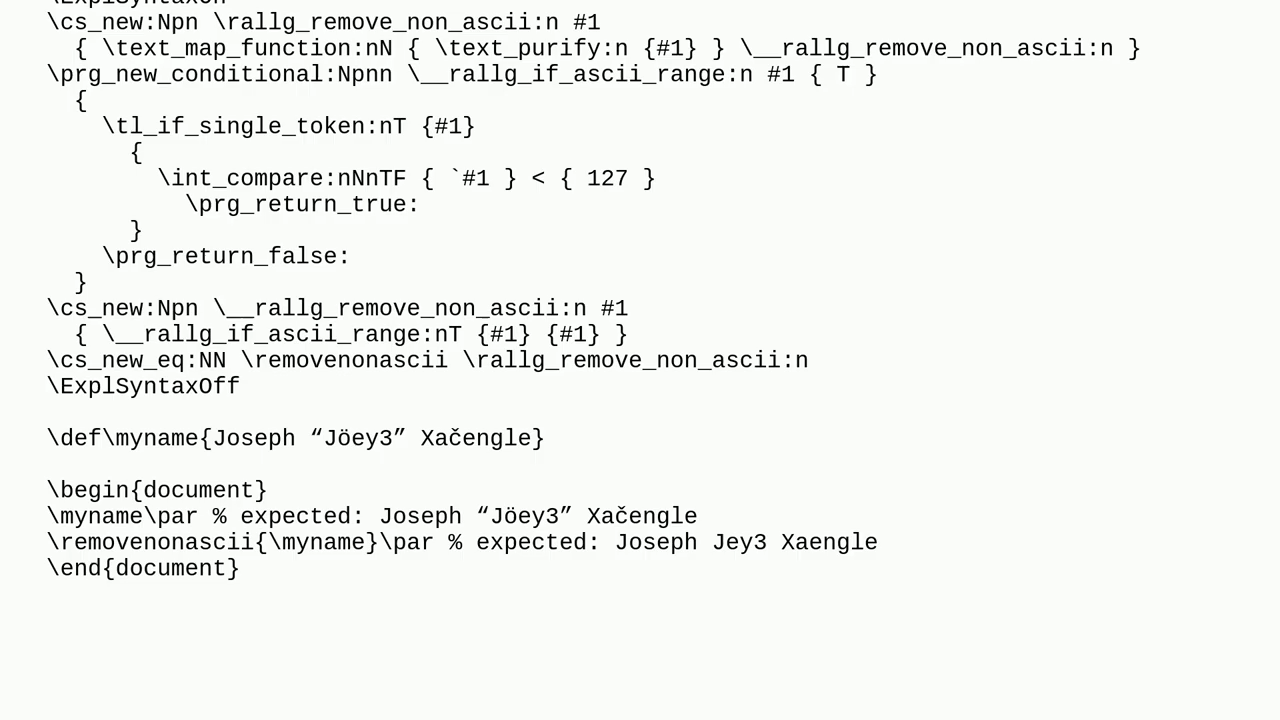 \ExplSyntaxOn
\cs_new:Npn \rallg_remove_non_ascii:n #1
  { \text_map_function:nN { \text_purify:n {#1} } \__rallg_remove_non_ascii:n }
\prg_new_conditional:Npnn \__rallg_if_ascii_range:n #1 { T }
  {
    \tl_if_single_token:nT {#1}
      {
        \int_compare:nNnTF { `#1 } < { 127 }
          \prg_return_true:
      }
    \prg_return_false:
  }
\cs_new:Npn \__rallg_remove_non_ascii:n #1
  { \__rallg_if_ascii_range:nT {#1} {#1} }
\cs_new_eq:NN \removenonascii \rallg_remove_non_ascii:n
\ExplSyntaxOff

\def\myname{Joseph “Jöey3” Xačengle}

\begin{document}
\myname\par % expected: Joseph “Jöey3” Xačengle
\removenonascii{\myname}\par % expected: Joseph Jey3 Xaengle
\end{document}